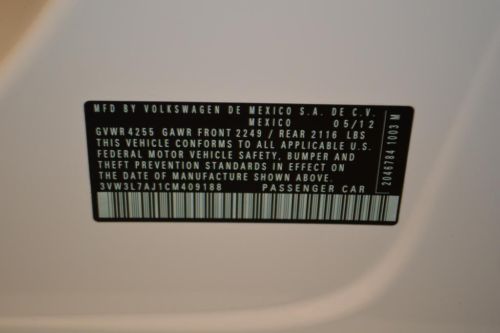 MFD BY VOLKSWAGEN DE MEXICO S.A. DE C.V.
MEXICO 05/12
GVWR 4255 GAWR FRONT 2249 / REAR 2116 LBS
THIS VEHICLE CONFORMS TO ALL APPLICABLE U.S.
FEDERAL MOTOR VEHICLE SAFETY, BUMPER AND
THEFT PREVENTION STANDARDS IN EFFECT ON
THE DATE OF MANUFACTURE SHOWN ABOVE.
3VW3L7AJ1CM409188 PASSENGER CAR
2046784 1003 M